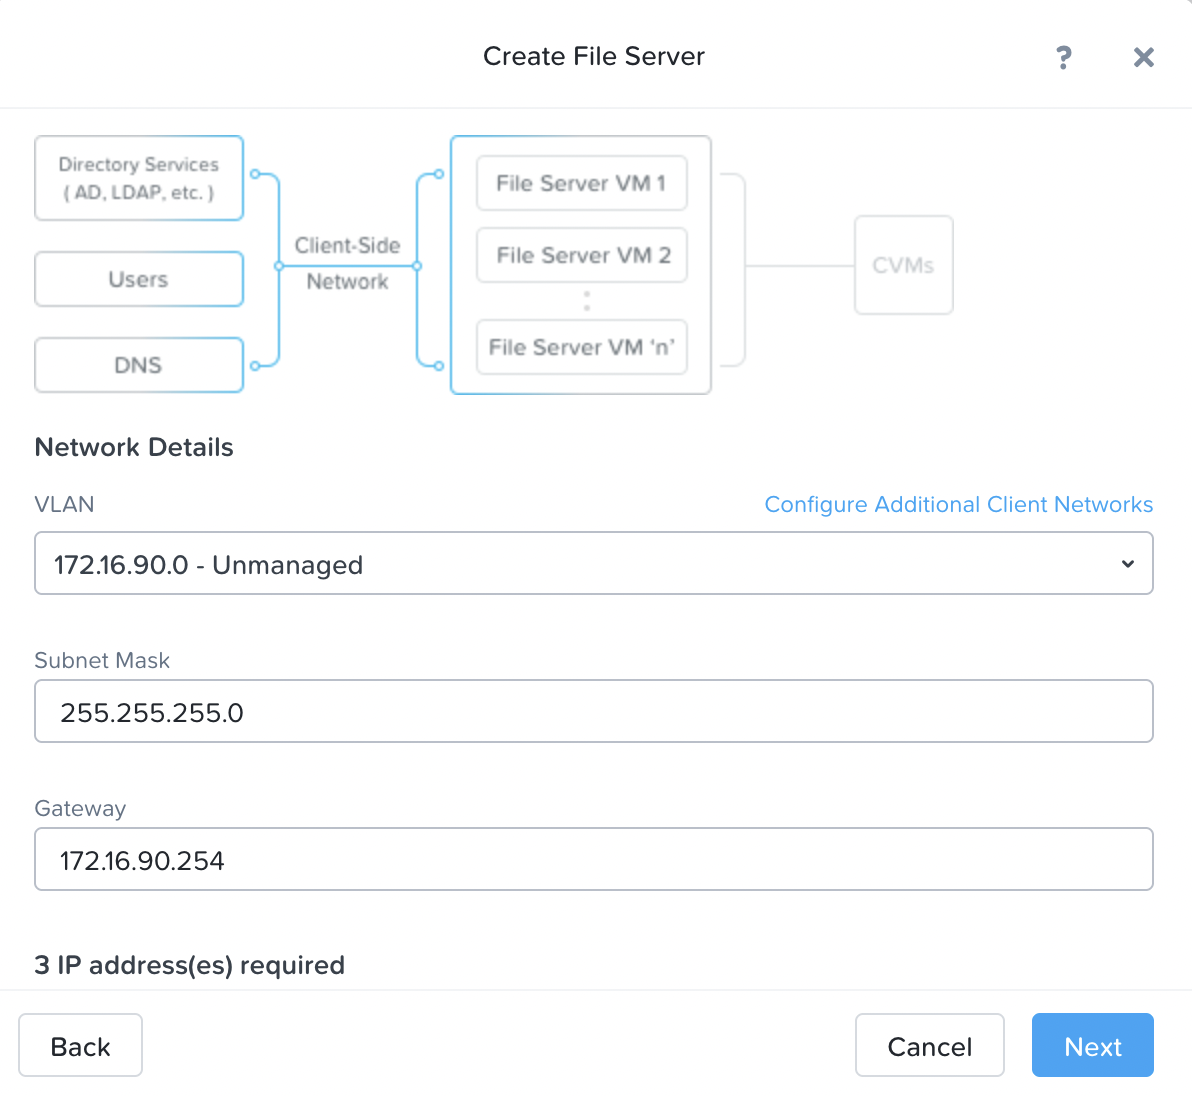 Create File Server
?
Directory Services
( AD, LDAP, etc. )
Users
DNS
Client-Side
Network
File Server VM 1
File Server VM 2
File Server VM ‘n’
CVMs
Network Details
VLAN
Configure Additional Client Networks
172.16.90.0 - Unmanaged
Subnet Mask
255.255.255.0
Gateway
172.16.90.254
3 IP address(es) required
Back
Cancel
Next